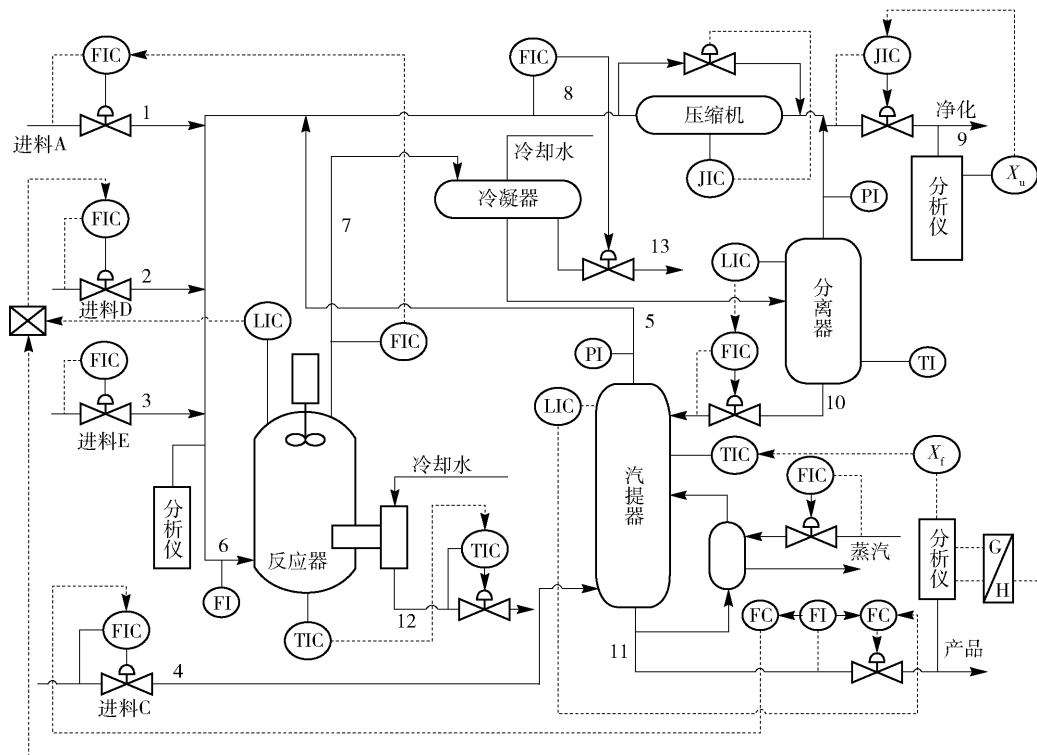 FIC
1
进料A
FIC
2
进料D
FIC
3
进料E
分析仪
6
FI
FIC
4
进料C
LIC
7
FIC
反应器
TIC
冷却水
12
TIC
FIC
8
冷却水
冷凝器
13
压缩机
JIC
JIC
净化
9
分析仪
Xu
PI
LIC
分离器
TI
FIC
10
5
PI
LIC
汽提器
TIC
Xf
FIC
蒸汽
分析仪
G
H
11
FC
FI
FC
产品